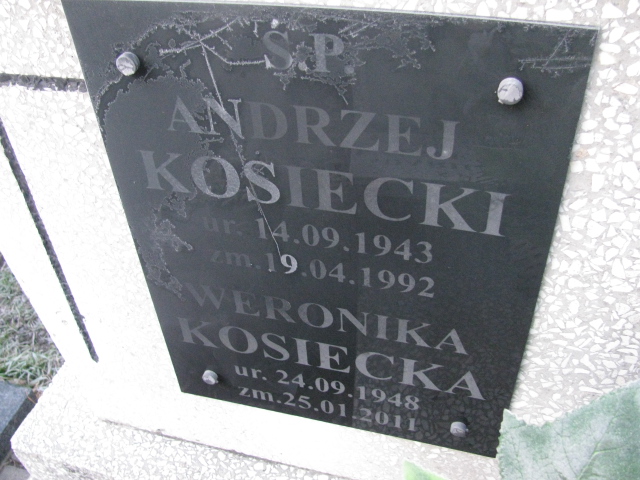 Ś.P.
ANDRZEJ
KOSIECKI
ur. 14.09.1943
zm.19.04.1992
WERONIKA
KOSIECKA
ur. 24.09.1948
zm.25.01.2011